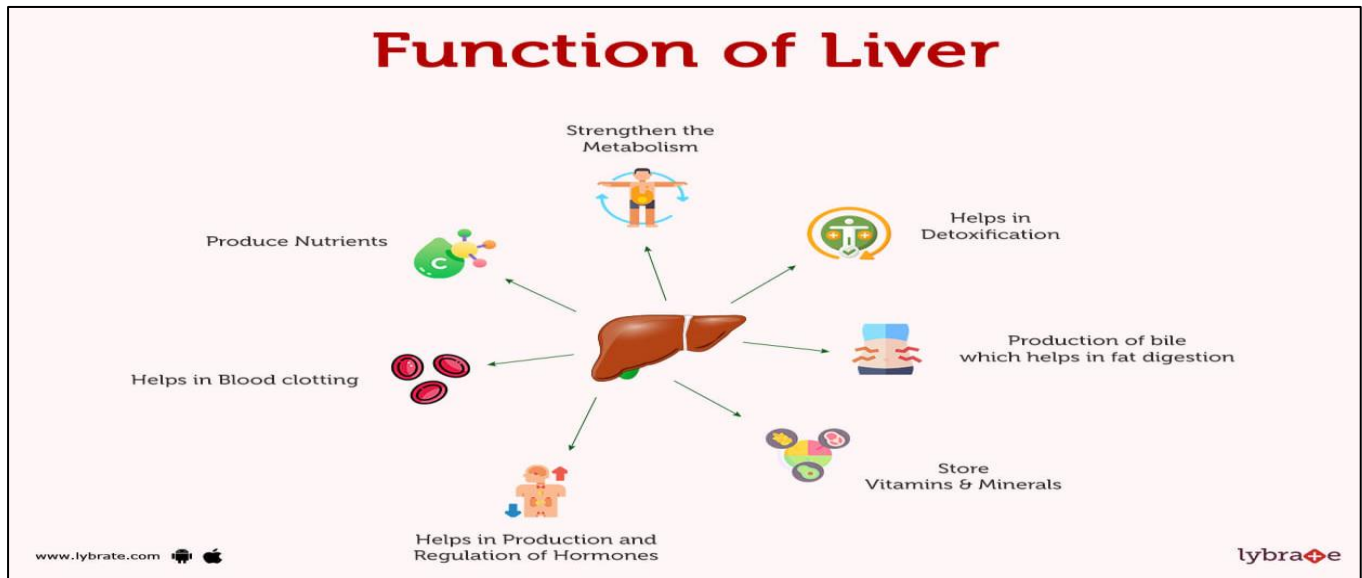 Function of Liver
Strengthen the
Metabolism
Helps in
Detoxification
Produce Nutrients
C
Production of bile
which helps in fat digestion
Helps in Blood clotting
Store
Vitamins & Minerals
Helps in Production and
Regulation of Hormones
www.lybrate.com
lybrate